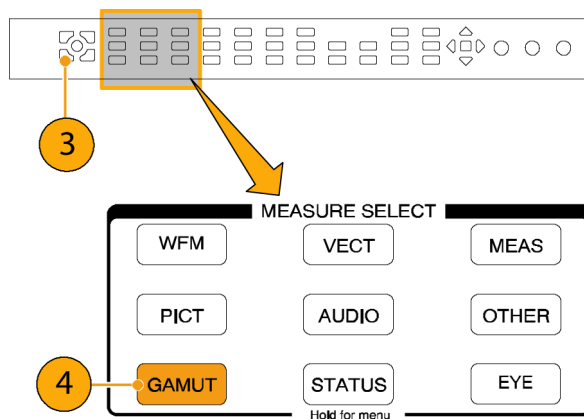 3
MEASURE SELECT
WFM VECT MEAS
PICT AUDIO OTHER
4 GAMUT STATUS EYE
Hold for menu